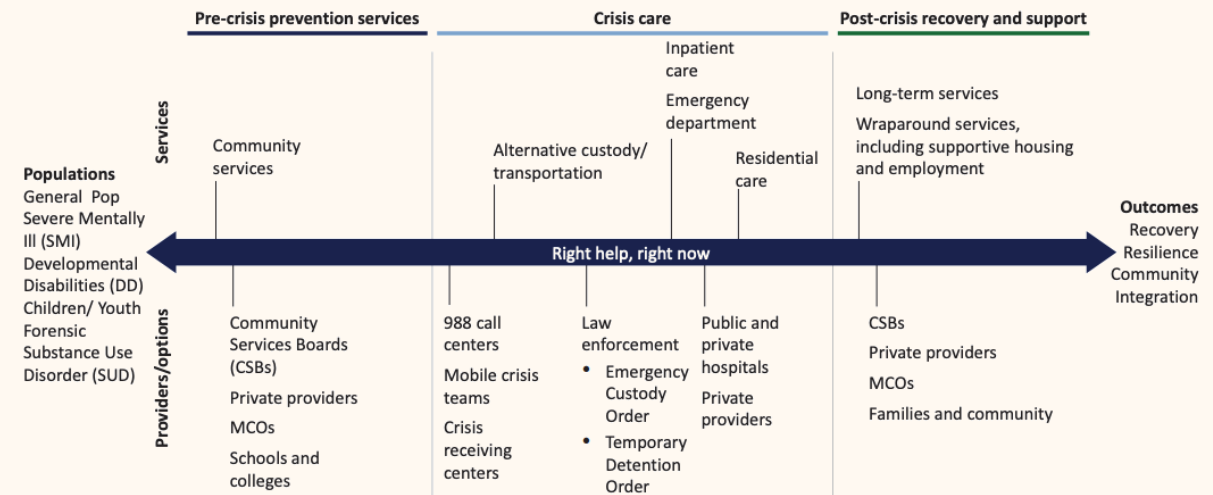 Pre-crisis prevention services
Crisis care
Post-crisis recovery and support
Services
Community
services
Alternative custody/
transportation
Inpatient
care
Emergency
department
Residential
care
Long-term services
Wraparound services,
including supportive housing
and employment
Populations
General Pop
Severe Mentally
Ill (SMI)
Developmental
Disabilities (DD)
Children/ Youth
Forensic
Substance Use
Disorder (SUD)
Right help, right now
Outcomes
Recovery
Resilience
Community
Integration
Providers/options
Community
Services Boards
(CSBs)
Private providers
MCOs
Schools and
colleges
988 call
centers
Mobile crisis
teams
Crisis
receiving
centers
Law
enforcement
• Emergency
Custody
Order
• Temporary
Detention
Order
Public and
private
hospitals
Private
providers
CSBs
Private providers
MCOs
Families and community